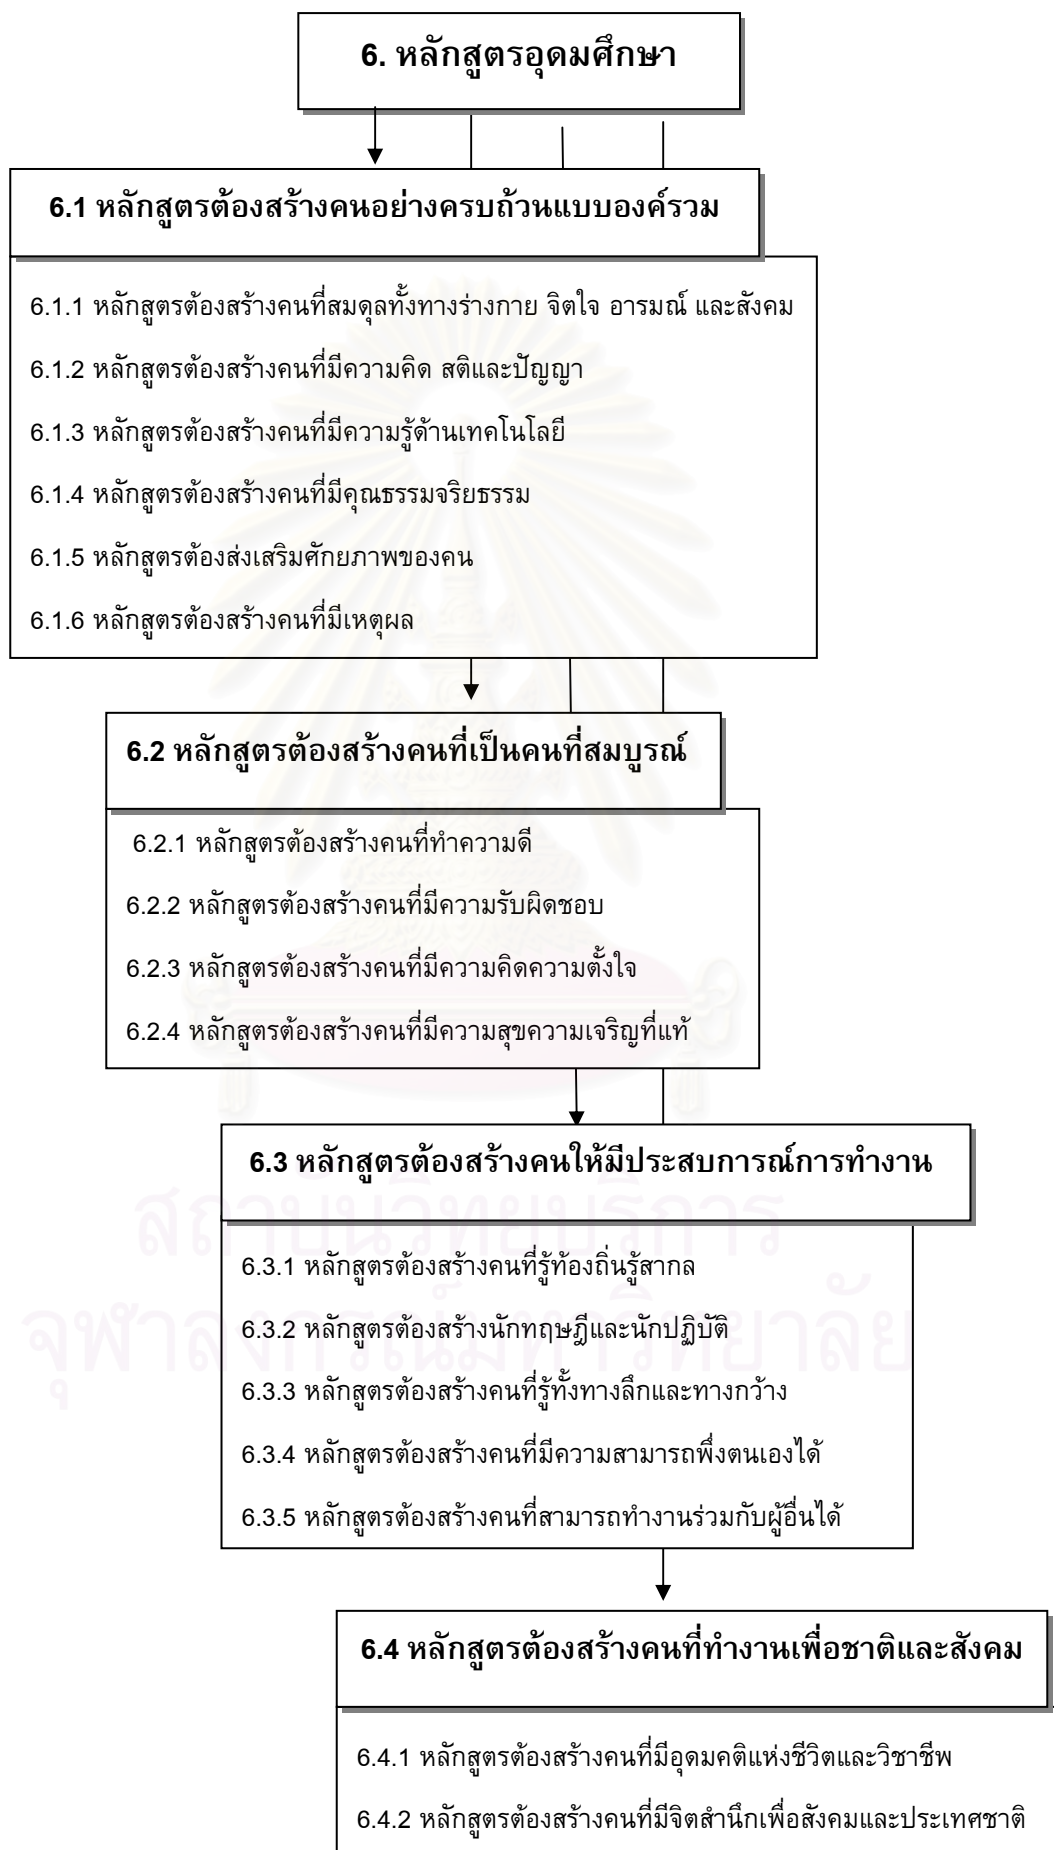 6. หลักสูตรอุดมศึกษา
6.1 หลักสูตรต้องสร้างคนอย่างครบถ้วนแบบองค์รวม
6.1.1 หลักสูตรต้องสร้างคนที่สมดุลทั้งทางร่างกาย จิตใจ อารมณ์ และสังคม
6.1.2 หลักสูตรต้องสร้างคนที่มีความคิด สติและปัญญา
6.1.3 หลักสูตรต้องสร้างคนที่มีความรู้ด้านเทคโนโลยี
6.1.4 หลักสูตรต้องสร้างคนที่มีคุณธรรมจริยธรรม
6.1.5 หลักสูตรต้องส่งเสริมศักยภาพของคน
6.1.6 หลักสูตรต้องสร้างคนที่มีเหตุผล
6.2 หลักสูตรต้องสร้างคนที่เป็นคนที่สมบูรณ์
6.2.1 หลักสูตรต้องสร้างคนที่ทำความดี
6.2.2 หลักสูตรต้องสร้างคนที่มีความรับผิดชอบ
6.2.3 หลักสูตรต้องสร้างคนที่มีความคิดความตั้งใจ
6.2.4 หลักสูตรต้องสร้างคนที่มีความสุขความเจริญที่แท้
6.3 หลักสูตรต้องสร้างคนให้มีประสบการณ์การทำงาน
สถาบันวิทยบริการ
6.3.1 หลักสูตรต้องสร้างคนที่รู้ท้องถิ่นรู้สากล
6.3.2 หลักสูตรต้องสร้างนักทฤษฎีและนักปฏิบัติ
จุฬาลงกรณ์มหาวิทยาลัย
6.3.3 หลักสูตรต้องสร้างคนที่รู้ทั้งทางลึกและทางกว้าง
6.3.4 หลักสูตรต้องสร้างคนที่มีความสามารถพึ่งตนเองได้
6.3.5 หลักสูตรต้องสร้างคนที่สามารถทำงานร่วมกับผู้อื่นได้
6.4 หลักสูตรต้องสร้างคนที่ทำงานเพื่อชาติและสังคม
6.4.1 หลักสูตรต้องสร้างคนที่มีอุดมคติแห่งชีวิตและวิชาชีพ
6.4.2 หลักสูตรต้องสร้างคนที่มีจิตสำนึกเพื่อสังคมและประเทศชาติ